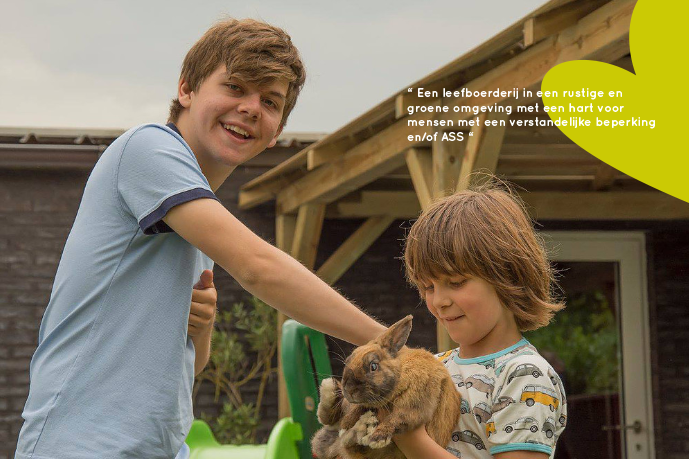 “ Een leefboerderij in een rustige en
groene omgeving met een hart voor
mensen met een verstandelijke beperking
en/of ASS “